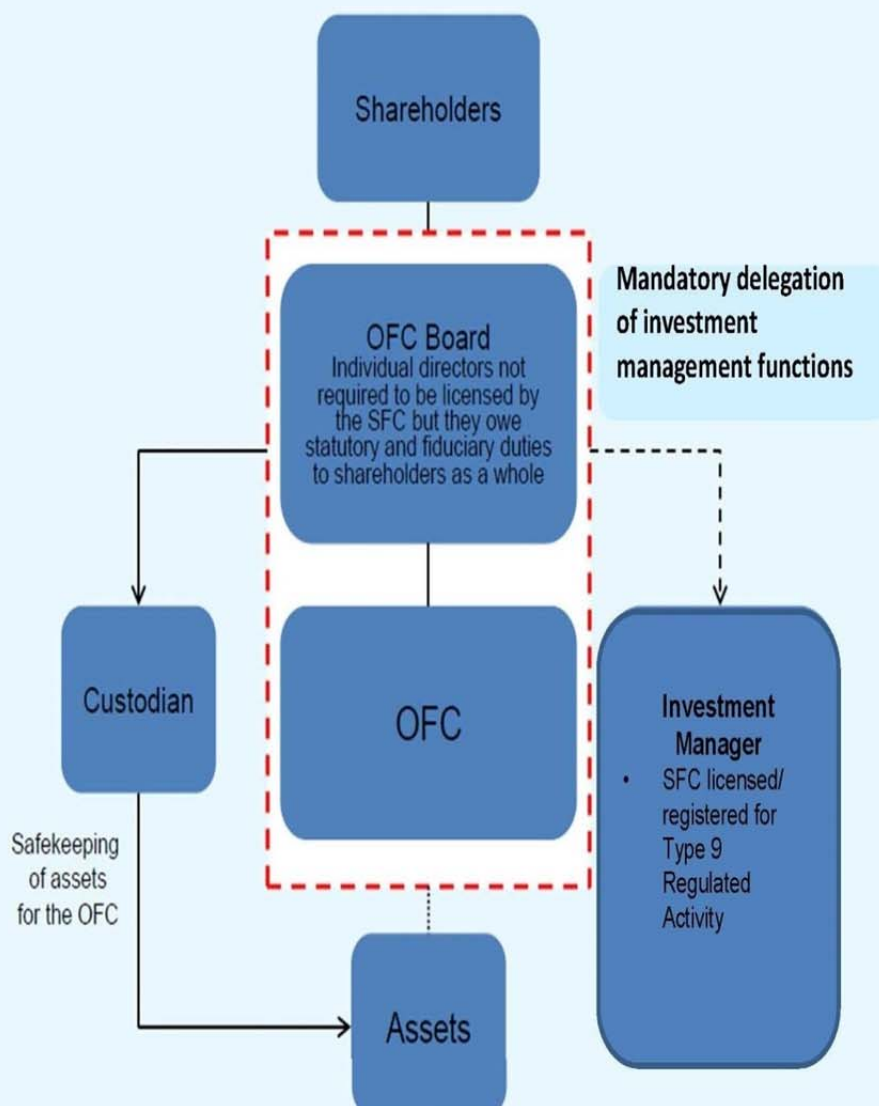 Shareholders
Mandatory delegation
of investment
management functions
OFC Board
Individual directors not
required to be licensed by
the SFC but they owe
statutory and fiduciary duties
to shareholders as a whole
Custodian
OFC
Investment
Manager
• SFC licensed/
registered for
Type 9
Regulated
Activity
Safekeeping
of assets
for the OFC
Assets